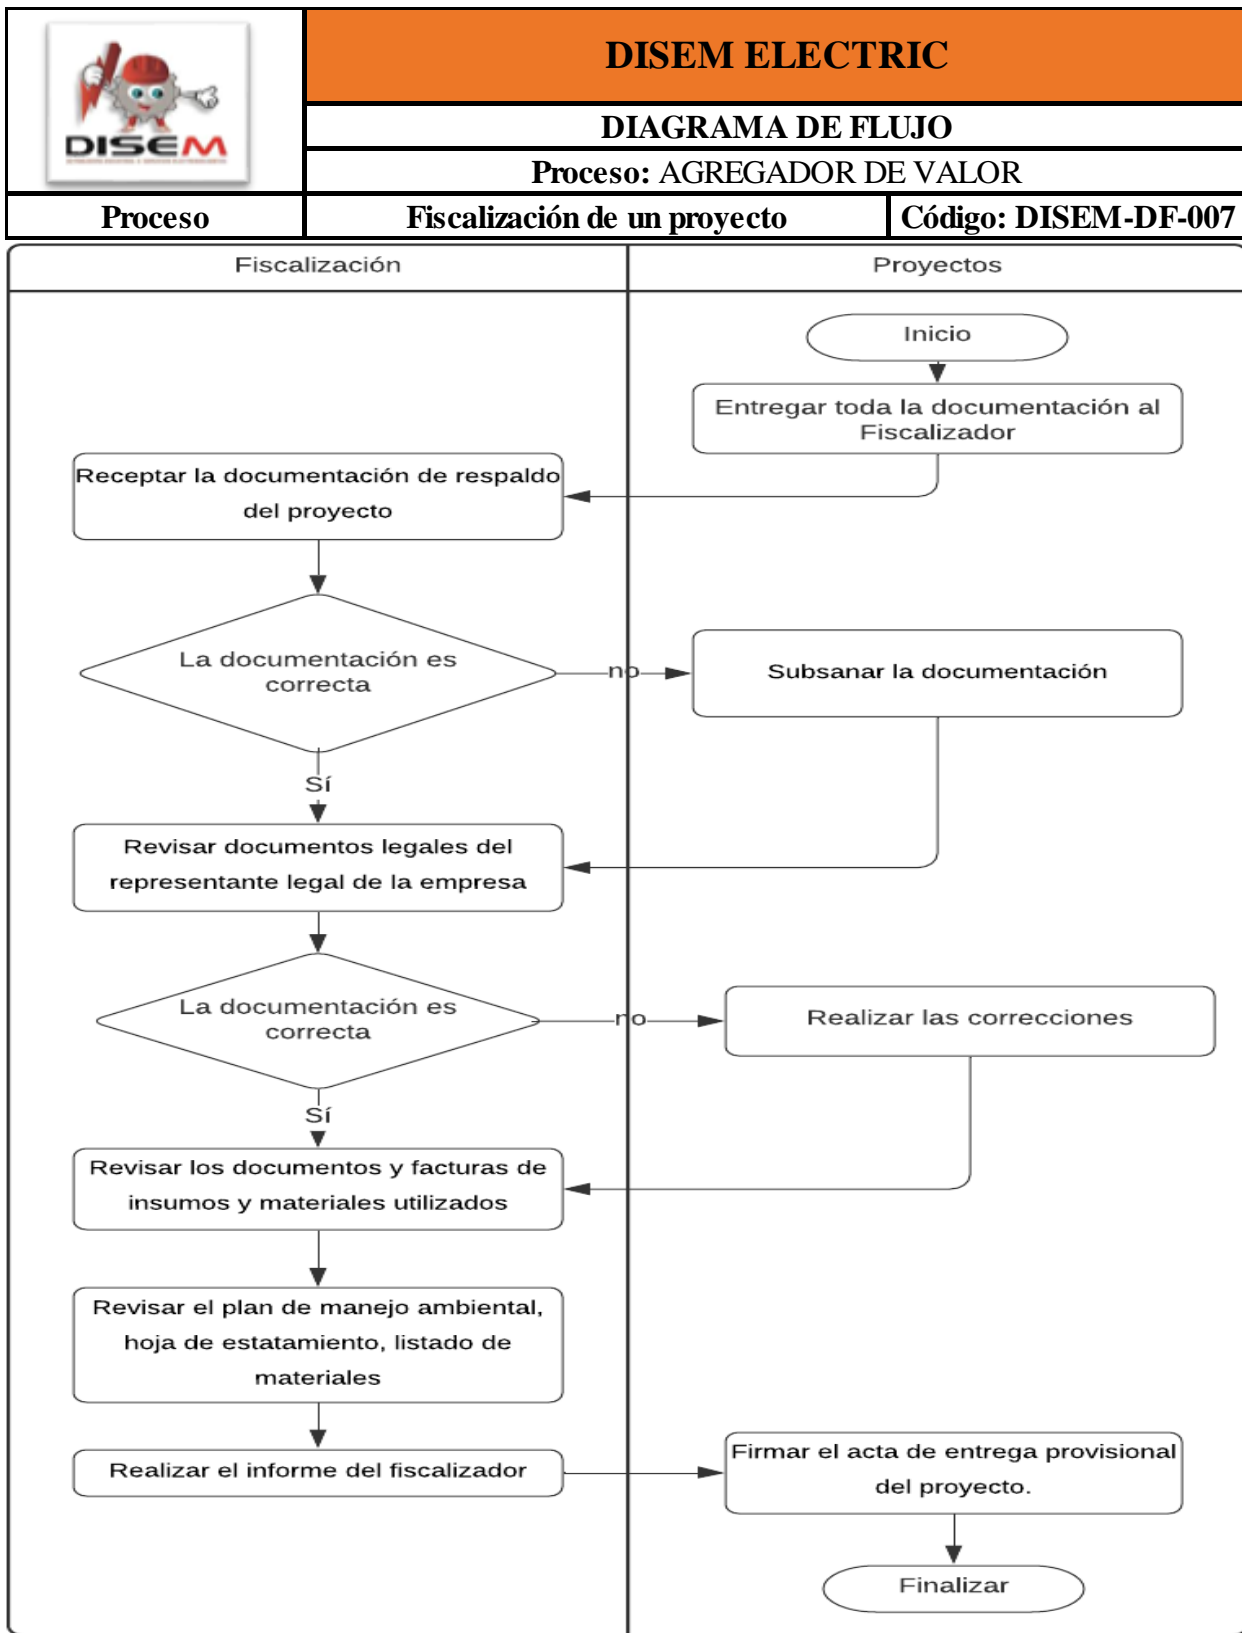 DISEM
DISEM ELECTRIC
DIAGRAMA DE FLUJO
Proceso: AGREGADOR DE VALOR
Proceso
Fiscalización de un proyecto
Código: DISEM-DF-007
Fiscalización
Proyectos
Inicio
Entregar toda la documentación al
Fiscalizador
Receptar la documentación de respaldo
del proyecto
La documentación es
correcta
no
Subsanar la documentación
Sí
Revisar documentos legales del
representante legal de la empresa
La documentación es
correcta
no
Realizar las correcciones
Sí
Revisar los documentos y facturas de
insumos y materiales utilizados
Revisar el plan de manejo ambiental,
hoja de estatamiento, listado de
materiales
Realizar el informe del fiscalizador
Firmar el acta de entrega provisional
del proyecto.
Finalizar